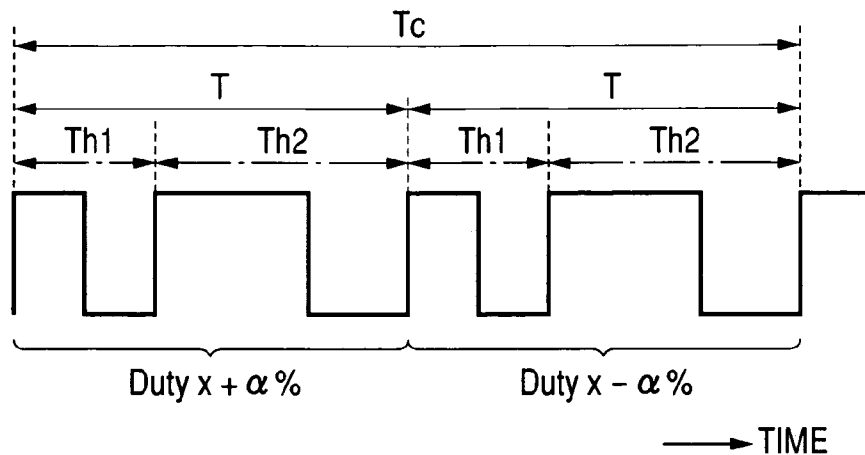 Tc
T T
Th1 Th2 Th1 Th2
Duty x + α % Duty x − α %
TIME